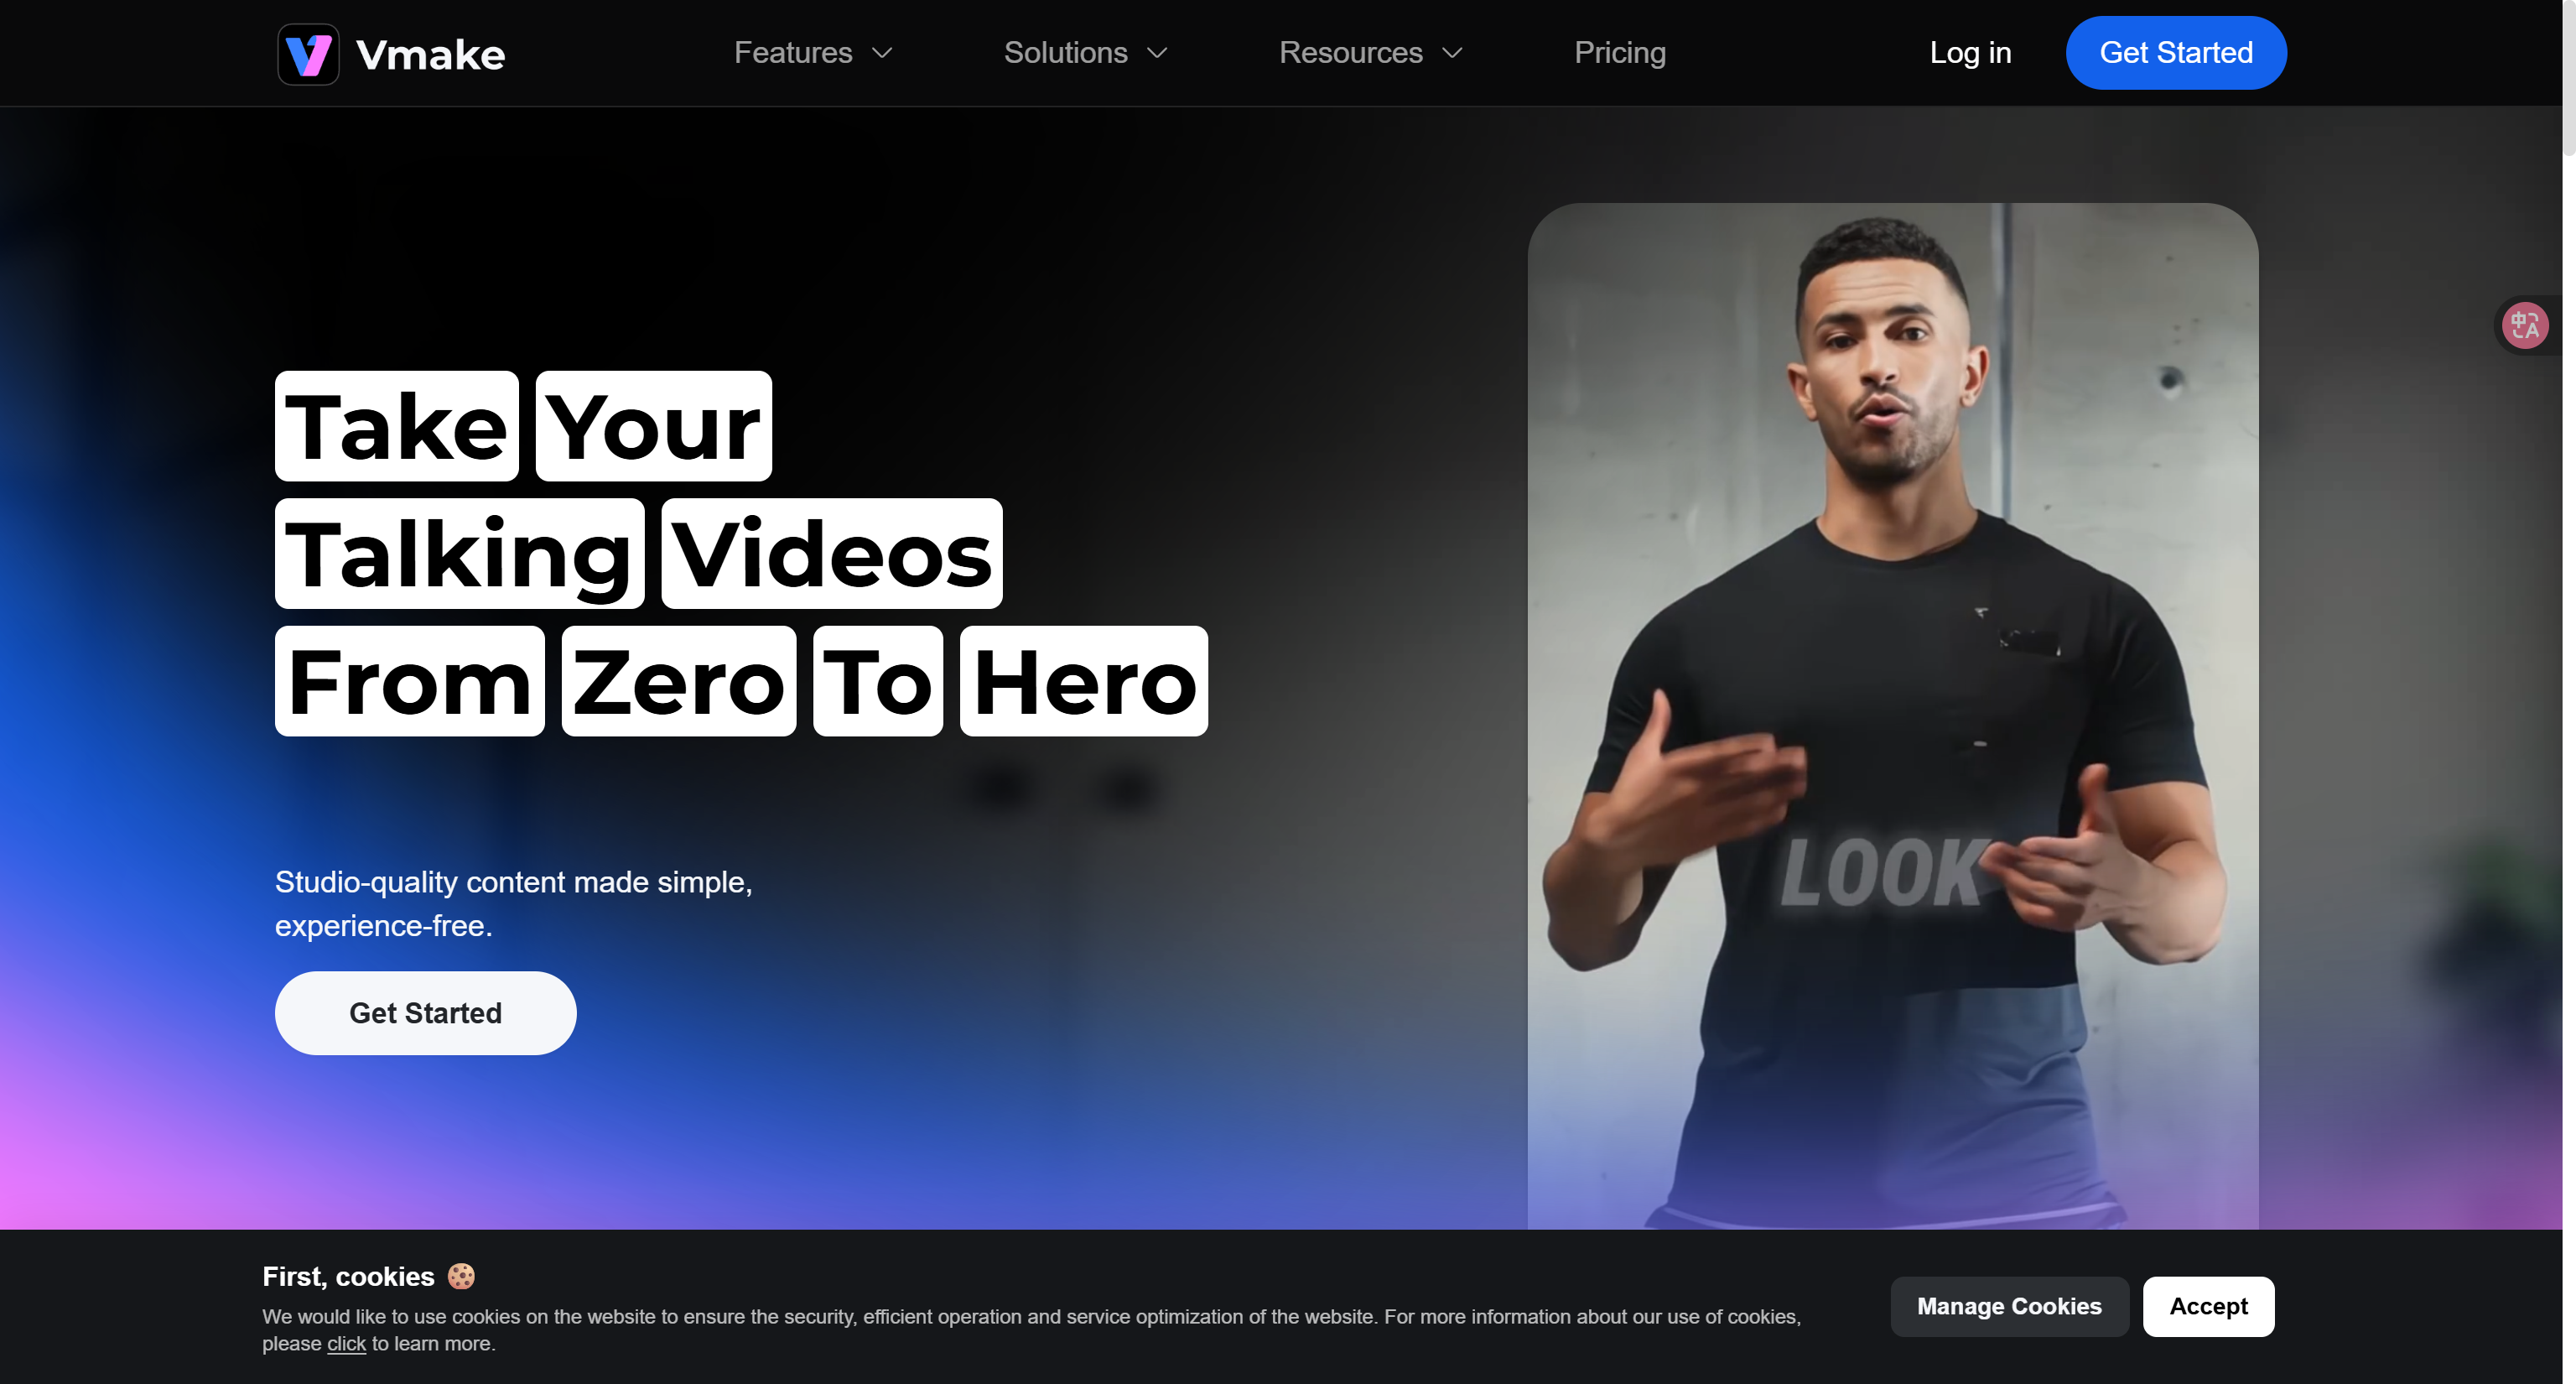 Vmake
Features
Solutions
Resources
Pricing
Log in
Get Started
Take Your
Talking Videos
From Zero To Hero
Studio-quality content made simple,
experience-free.
Get Started
LOOK
中A
First, cookies 🍪
We would like to use cookies on the website to ensure the security, efficient operation and service optimization of the website. For more information about our use of cookies,
please click to learn more.
Manage Cookies
Accept